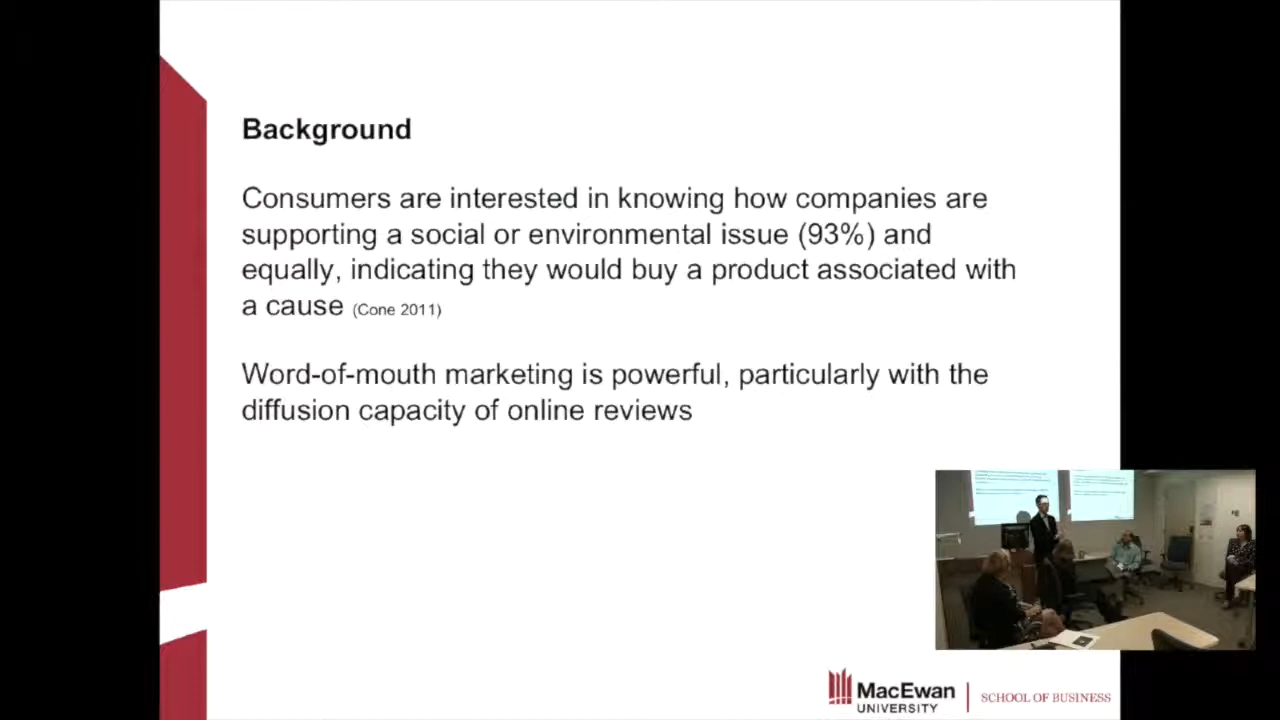 Background
Consumers are interested in knowing how companies are
supporting a social or environmental issue (93%) and
equally, indicating they would buy a product associated with
a cause (Cone 2011)
Word-of-mouth marketing is powerful, particularly with the
diffusion capacity of online reviews
MacEwan
UNIVERSITY
SCHOOL OF BUSINESS